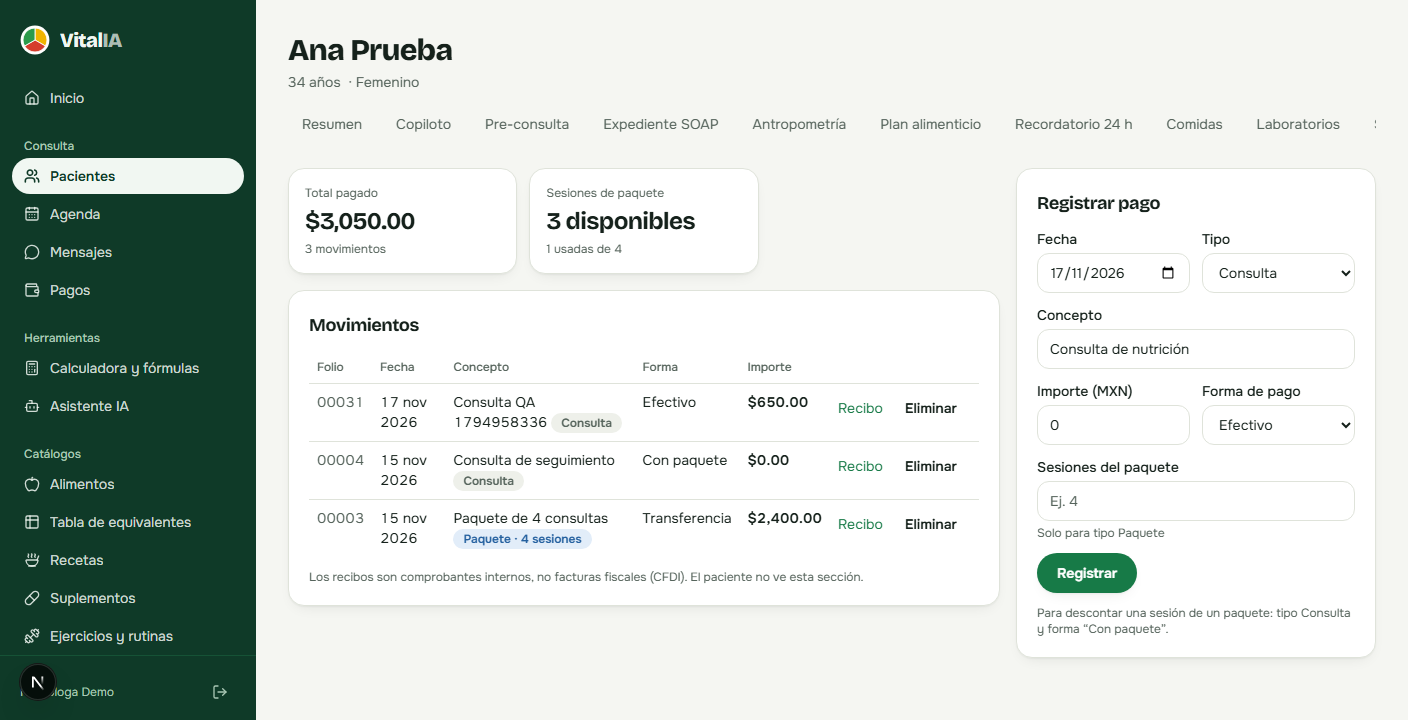 VitalIA
Inicio
Consulta
Pacientes
Agenda
Mensajes
Pagos
Herramientas
Calculadora y fórmulas
Asistente IA
Catálogos
Alimentos
Tabla de equivalentes
Recetas
Suplementos
Ejercicios y rutinas
N
Demo
Ana Prueba
34 años · Femenino
Resumen Copiloto Pre-consulta Expediente SOAP Antropometría Plan alimenticio Recordatorio 24 h Comidas Laboratorios
Total pagado
$3,050.00
3 movimientos
Sesiones de paquete
3 disponibles
1 usadas de 4
Movimientos
Folio Fecha Concepto Forma Importe
00031 17 nov 2026 Consulta QA 1794958336 Consulta Efectivo $650.00 Recibo Eliminar
00004 15 nov 2026 Consulta de seguimiento Consulta Con paquete $0.00 Recibo Eliminar
00003 15 nov 2026 Paquete de 4 consultas Paquete · 4 sesiones Transferencia $2,400.00 Recibo Eliminar
Los recibos son comprobantes internos, no facturas fiscales (CFDI). El paciente no ve esta sección.
Registrar pago
Fecha Tipo
17/11/2026 Consulta
Concepto
Consulta de nutrición
Importe (MXN) Forma de pago
0 Efectivo
Sesiones del paquete
Ej. 4
Solo para tipo Paquete
Registrar
Para descontar una sesión de un paquete: tipo Consulta
y forma “Con paquete”.